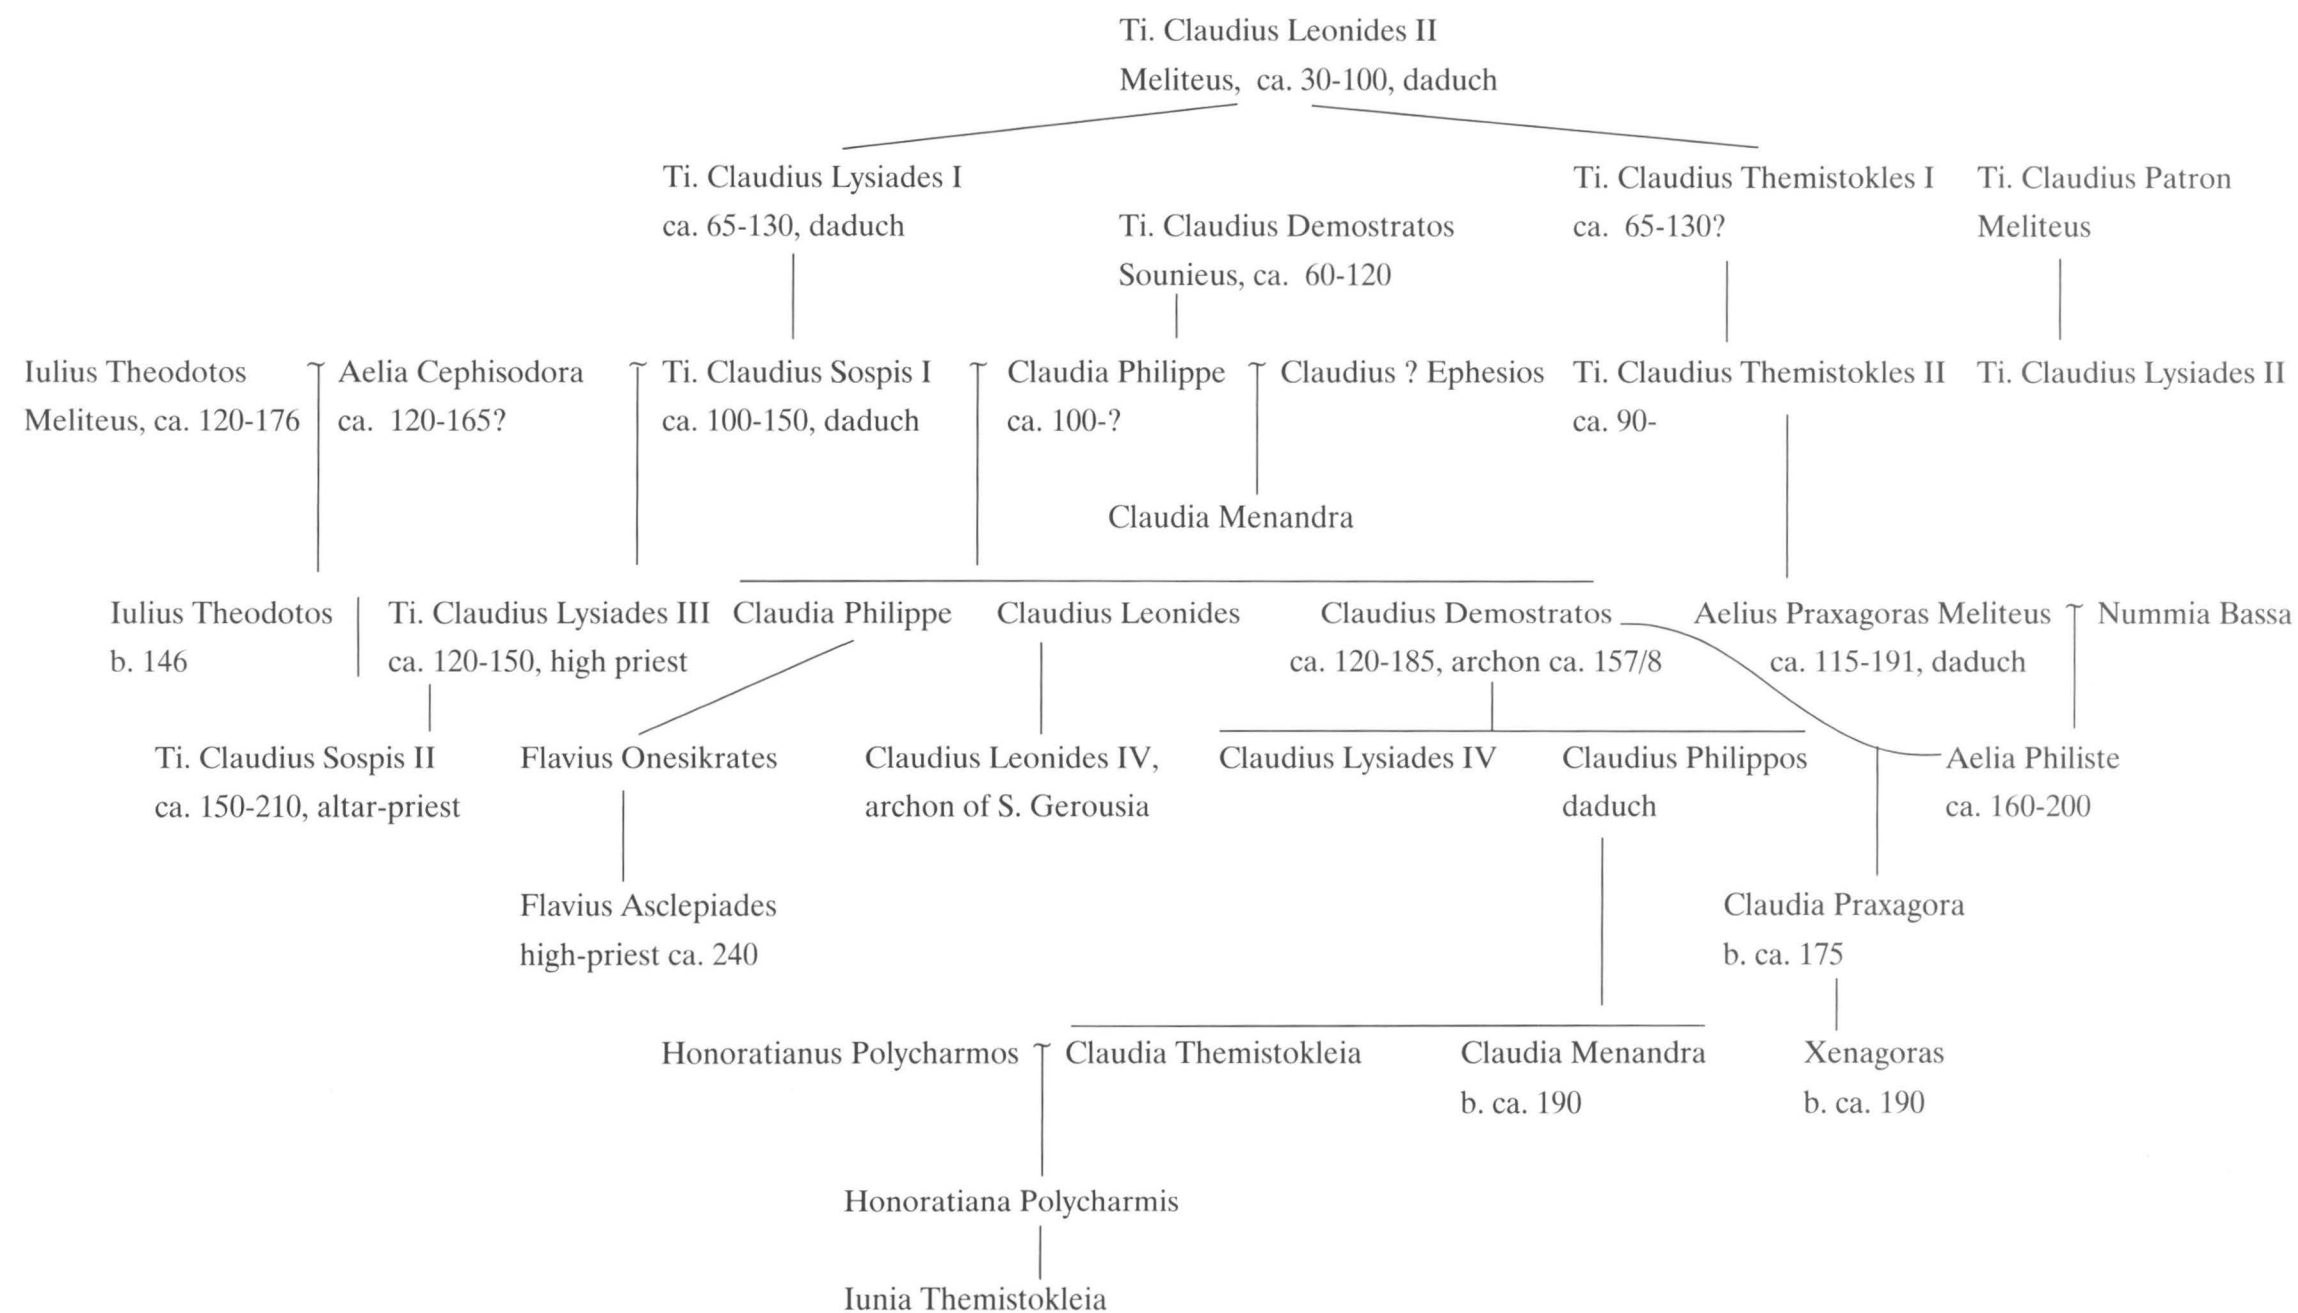 Ti. Claudius Leonides II
Meliteus, ca. 30-100, daduch
Ti. Claudius Lysiades I
ca. 65-130, daduch
Ti. Claudius Demostratos
Sounieus, ca. 60-120
Ti. Claudius Themistokles I
ca. 65-130?
Ti. Claudius Patron
Meliteus
Iulius Theodotos
Meliteus, ca. 120-176
Aelia Cephisodora
ca. 120-165?
Ti. Claudius Sospis I
ca. 100-150, daduch
Claudia Philippe
ca. 100-?
Claudius ? Ephesios
Ti. Claudius Themistokles II
ca. 90-
Ti. Claudius Lysiades II
Claudia Menandra
Iulius Theodotos
b. 146
Ti. Claudius Lysiades III
ca. 120-150, high priest
Claudia Philippe
Claudius Leonides
Claudius Demostratos
ca. 120-185, archon ca. 157/8
Aelius Praxagoras Meliteus
ca. 115-191, daduch
Nummia Bassa
Ti. Claudius Sospis II
ca. 150-210, altar-priest
Flavius Onesikrates
Claudius Leonides IV,
archon of S. Gerousia
Claudius Lysiades IV
Claudius Philippos
daduch
Aelia Philiste
ca. 160-200
Flavius Asclepiades
high-priest ca. 240
Claudia Praxagora
b. ca. 175
Honoratianus Polycharmos
Claudia Themistokleia
Claudia Menandra
b. ca. 190
Xenagoras
b. ca. 190
Honoratiana Polycharmis
Iunia Themistokleia